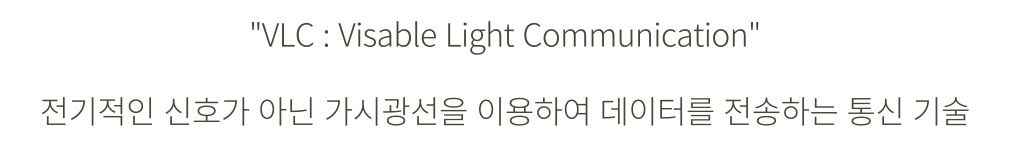 "VLC : Visable Light Communication"
전기적인 신호가 아닌 가시광선을 이용하여 데이터를 전송하는 통신 기술